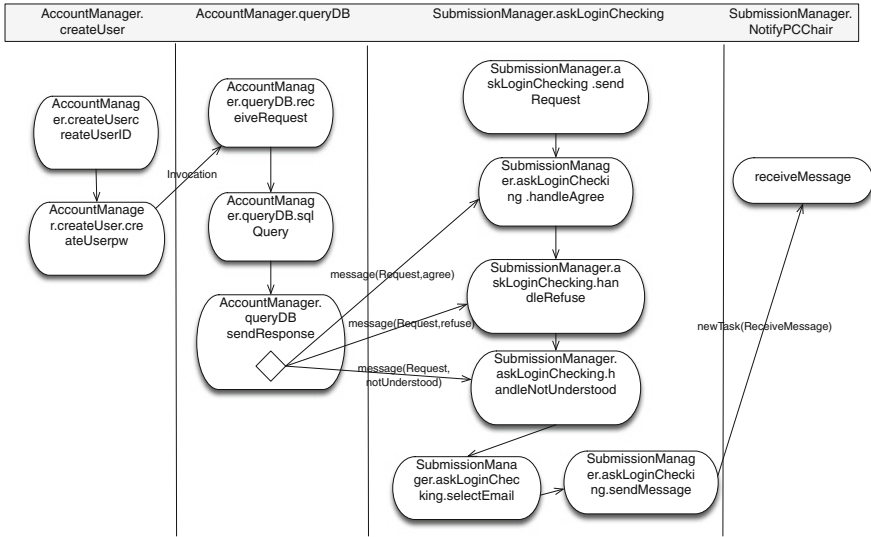 AccountManager.
createUser
AccountManager.queryDB
SubmissionManager.askLoginChecking
SubmissionManager.
NotifyPCChair
AccountManag
er.createUserc
reateUserID
AccountManage
r.createUser.cre
ateUserpw
Invocation
AccountManag
er.queryDB.rec
eiveRequest
AccountManag
er.queryDB.sql
Query
AccountManager.
queryDB
sendResponse
message(Request,agree)
message(Request,refuse)
message(Request,
notUnderstood)
SubmissionManager.a
skLoginChecking .send
Request
SubmissionManag
er.askLoginChecki
ng .handleAgree
SubmissionManager.a
skLoginChecking.han
dleRefuse
SubmissionManager.
askLoginChecking.h
andleNotUnderstood
SubmissionMana
ger.askLoginChec
king.selectEmail
SubmissionManag
er.askLoginChecki
ng.sendMessage
newTask(ReceiveMessage)
receiveMessage